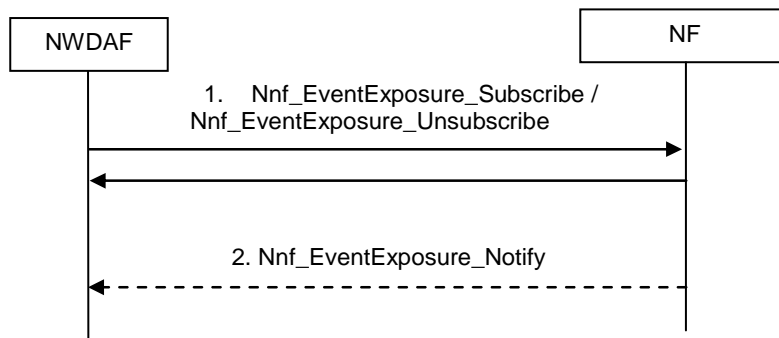 NWDAF
NF
1. Nnf_EventExposure_Subscribe /
Nnf_EventExposure_Unsubscribe
2. Nnf_EventExposure_Notify